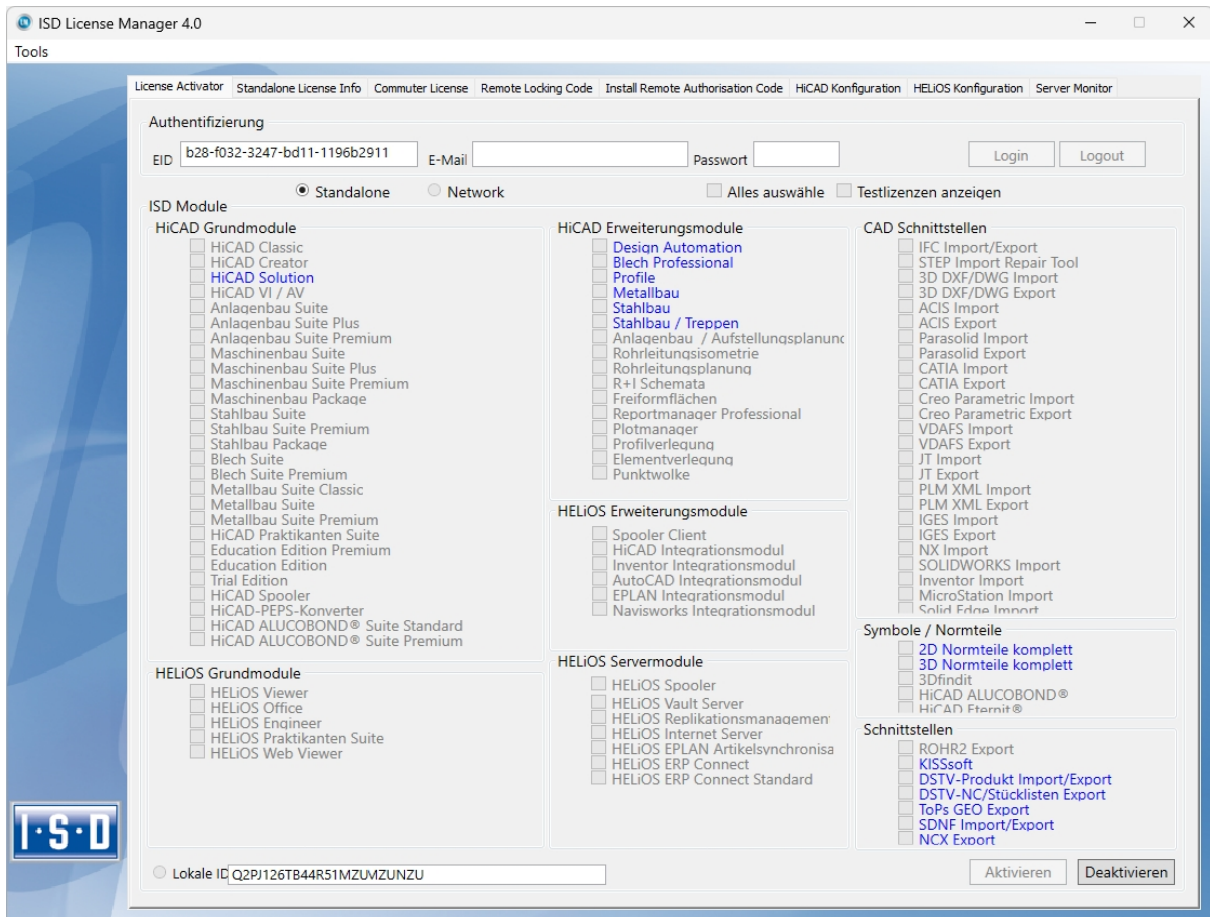 ISD License Manager 4.0
Tools
License Activator Standalone License Info Commuter License Remote Locking Code Install Remote Authorisation Code HiCAD Konfiguration HELiOS Konfiguration Server Monitor
Authentifizierung
EID b28-f032-3247-bd11-1196b2911 E-Mail Passwort Login Logout
Standalone Network Alles auswähle Testlizenzen anzeigen
ISD Module
HiCAD Grundmodule
HiCAD Classic
HiCAD Creator
HiCAD Solution
HiCAD VI / AV
Anlagenbau Suite
Anlagenbau Suite Plus
Anlagenbau Suite Premium
Maschinenbau Suite
Maschinenbau Suite Plus
Maschinenbau Suite Premium
Maschinenbau Package
Stahlbau Suite
Stahlbau Suite Premium
Stahlbau Package
Blech Suite
Blech Suite Premium
Metallbau Suite Classic
Metallbau Suite
Metallbau Suite Premium
HiCAD Praktikanten Suite
Education Edition Premium
Education Edition
Trial Edition
HiCAD Spooler
HiCAD-PEPS-Konverter
HiCAD ALUCOBOND® Suite Standard
HiCAD ALUCOBOND® Suite Premium
HELiOS Grundmodule
HELiOS Viewer
HELiOS Office
HELiOS Engineer
HELiOS Praktikanten Suite
HELiOS Web Viewer
HiCAD Erweiterungsmodule
Design Automation
Blech Professional
Profile
Metallbau
Stahlbau
Stahlbau / Treppen
Anlagenbau / Aufstellungsplanung
Rohrleitungsisometrie
Rohrleitungsplanung
R+I Schemata
Freiformflächen
Reportmanager Professional
Plotmanager
Profilverlegung
Elementverlegung
Punktwolke
HELiOS Erweiterungsmodule
Spooler Client
HiCAD Integrationsmodul
Inventor Integrationsmodul
AutoCAD Integrationsmodul
EPLAN Integrationsmodul
Navisworks Integrationsmodul
HELiOS Servermodule
HELiOS Spooler
HELiOS Vault Server
HELiOS Replikationsmanagement
HELiOS Internet Server
HELiOS EPLAN Artikelsynchronisa
HELiOS ERP Connect
HELiOS ERP Connect Standard
CAD Schnittstellen
IFC Import/Export
STEP Import Repair Tool
3D DXF/DWG Import
3D DXF/DWG Export
ACIS Import
ACIS Export
Parasolid Import
Parasolid Export
CATIA Import
CATIA Export
Creo Parametric Import
Creo Parametric Export
VDAFS Import
VDAFS Export
JT Import
JT Export
PLM XML Import
PLM XML Export
IGES Import
IGES Export
NX Import
SOLIDWORKS Import
Inventor Import
MicroStation Import
Solid Edge Import
Symbole / Normteile
2D Normteile komplett
3D Normteile komplett
3Dfindit
HiCAD ALUCOBOND®
HiCAD Eternit®
Schnittstellen
ROHR2 Export
KISSsoft
DSTV-Produkt Import/Export
DSTV-NC/Stücklisten Export
ToPs GEO Export
SDNF Import/Export
NCX Export
I·S·D
Lokale ID Q2PJ126TB44R51MZUMZUNZU Aktivieren Deaktivieren